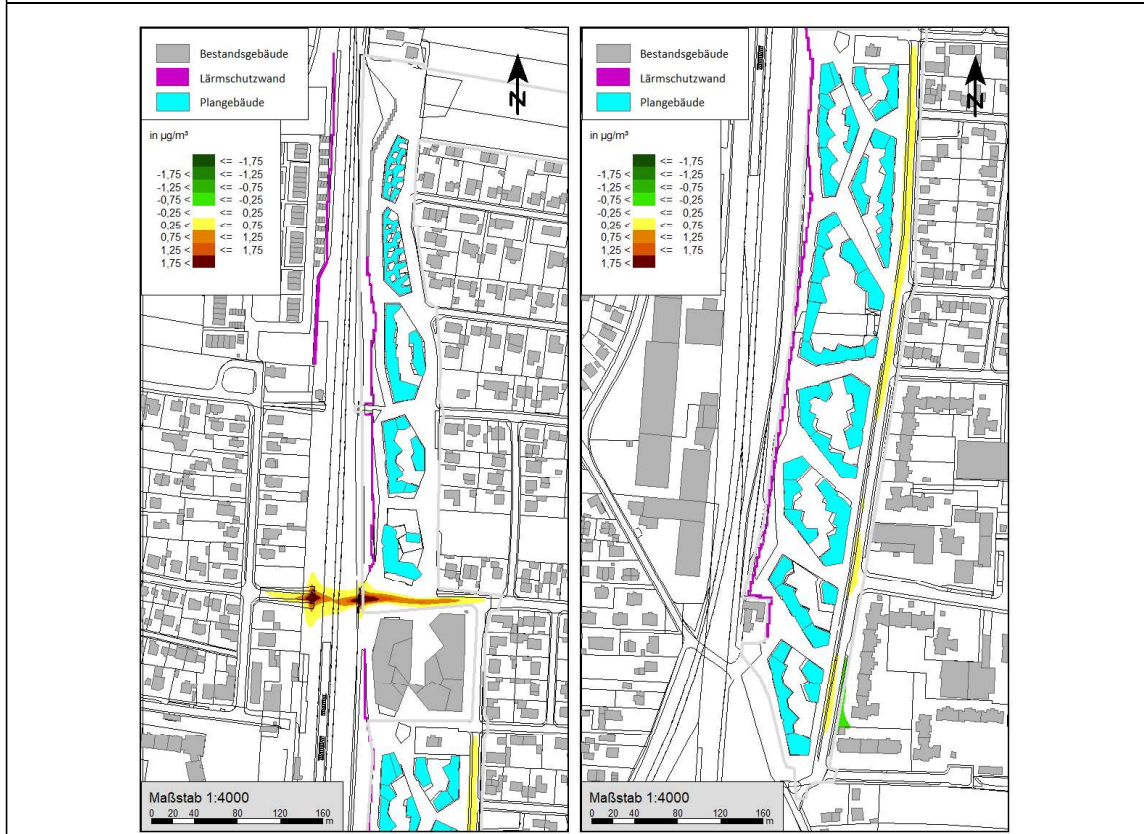 Bestandsgebäude
Lärmschutzwand
Plangebäude
in µg/m³
<= -1,75
-1,75 < <= -1,25
-1,25 < <= -0,75
-0,75 < <= -0,25
-0,25 < <= 0,25
0,25 < <= 0,75
0,75 < <= 1,25
1,25 < <= 1,75
1,75 <
N
Maßstab 1:4000
0 20 40 80 120 160
m
Bestandsgebäude
Lärmschutzwand
Plangebäude
in µg/m³
<= -1,75
-1,75 < <= -1,25
-1,25 < <= -0,75
-0,75 < <= -0,25
-0,25 < <= 0,25
0,25 < <= 0,75
0,75 < <= 1,25
1,25 < <= 1,75
1,75 <
N
Maßstab 1:4000
0 20 40 80 120 160
m